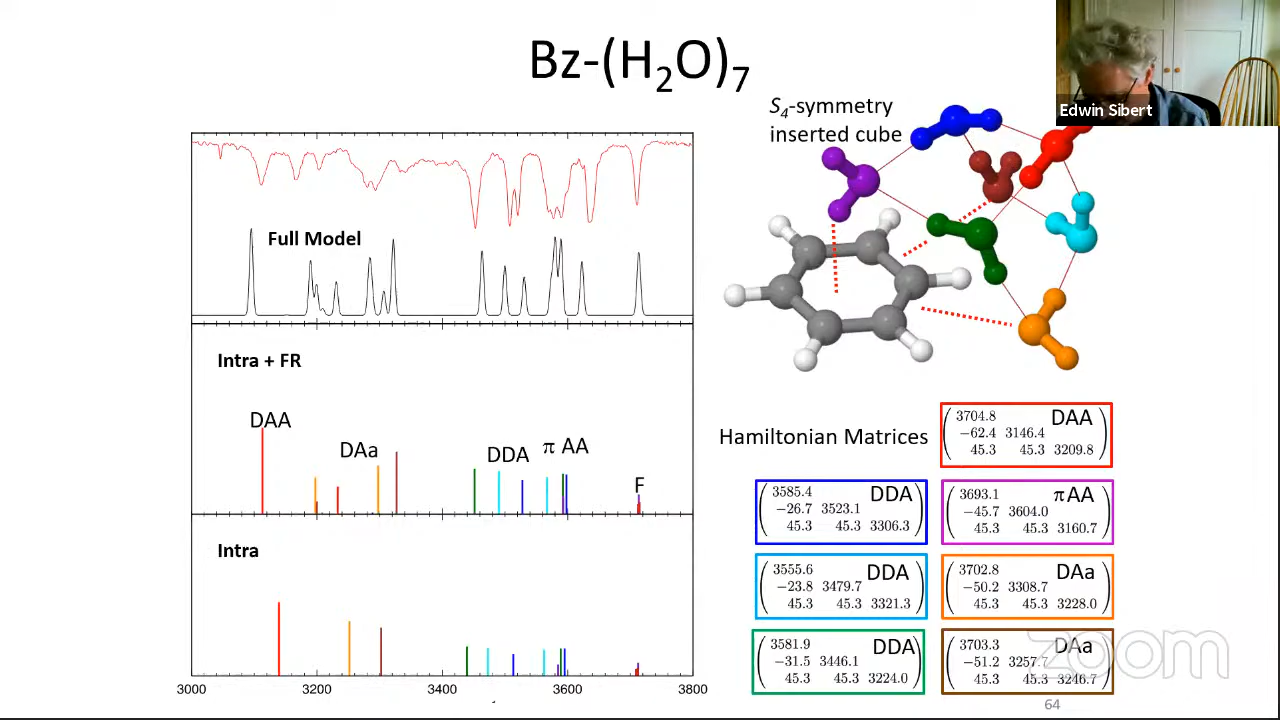 Bz-(H₂O)₇
Edwin Sibert
S₄-symmetry
inserted cube
Full Model
Intra + FR
DAA
DAa
DDA
π AA
F
Intra
3000 3200 3400 3600 3800
Hamiltonian Matrices
3704.8 DAA
−62.4 3146.4
45.3 45.3 3209.8
3585.4 DDA
−26.7 3523.1
45.3 45.3 3306.3
3693.1 πAA
−45.7 3604.0
45.3 45.3 3160.7
3555.6 DDA
−23.8 3479.7
45.3 45.3 3321.3
3702.8 DAa
−50.2 3308.7
45.3 45.3 3228.0
3581.9 DDA
−31.5 3446.1
45.3 45.3 3224.0
3703.3 DAa
−51.2 3257.7
45.3 45.3 3246.7
zoom
64